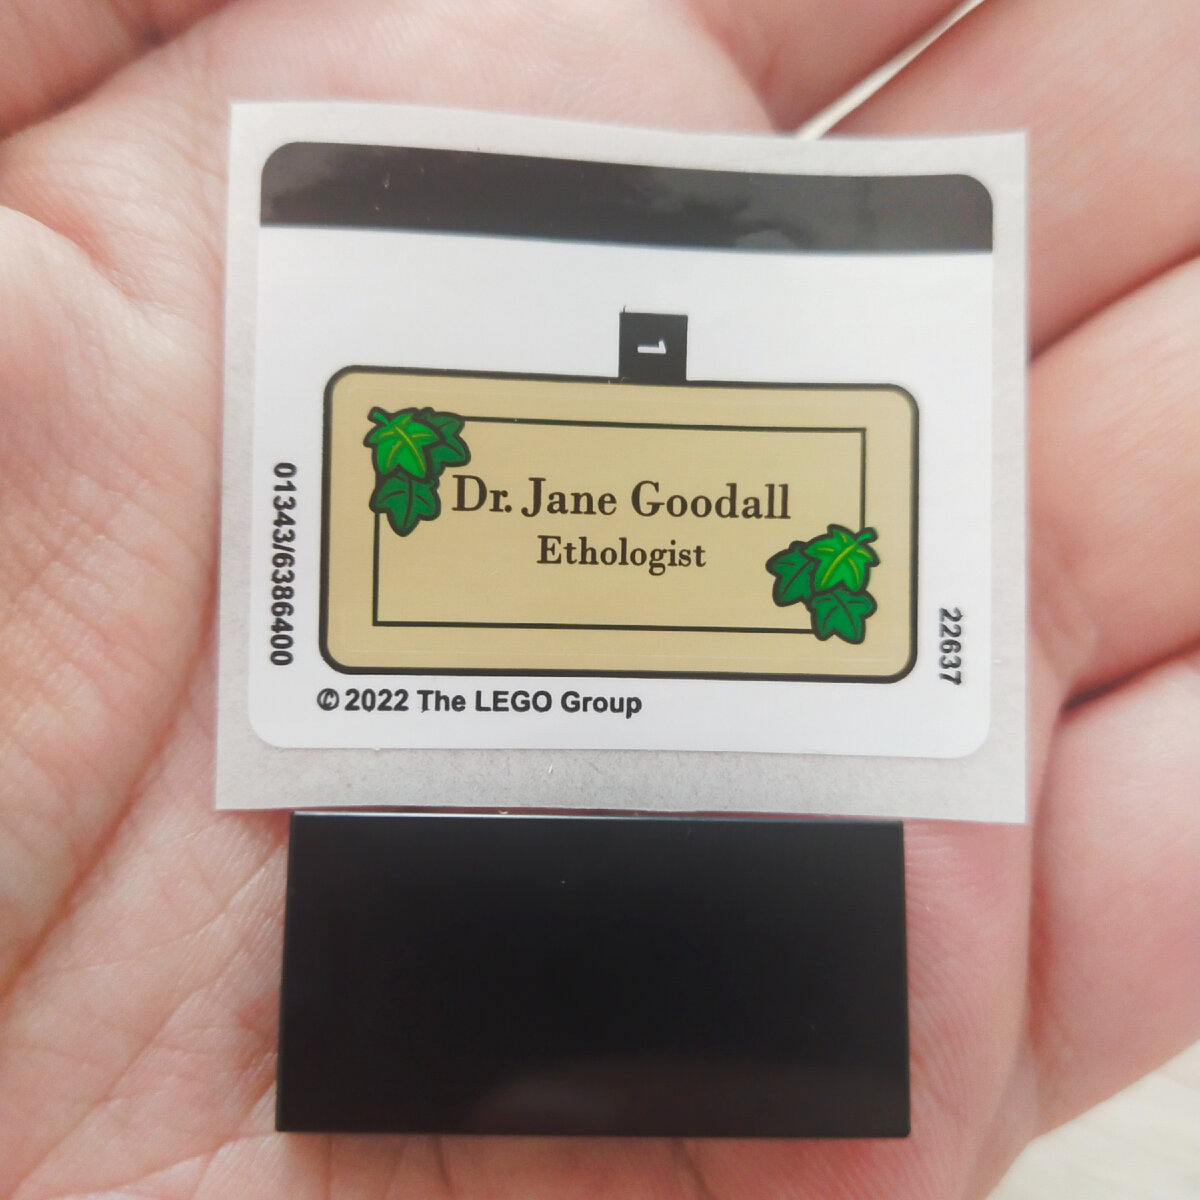 1
Dr. Jane Goodall
Ethologist
01343/6386400
22637
© 2022 The LEGO Group